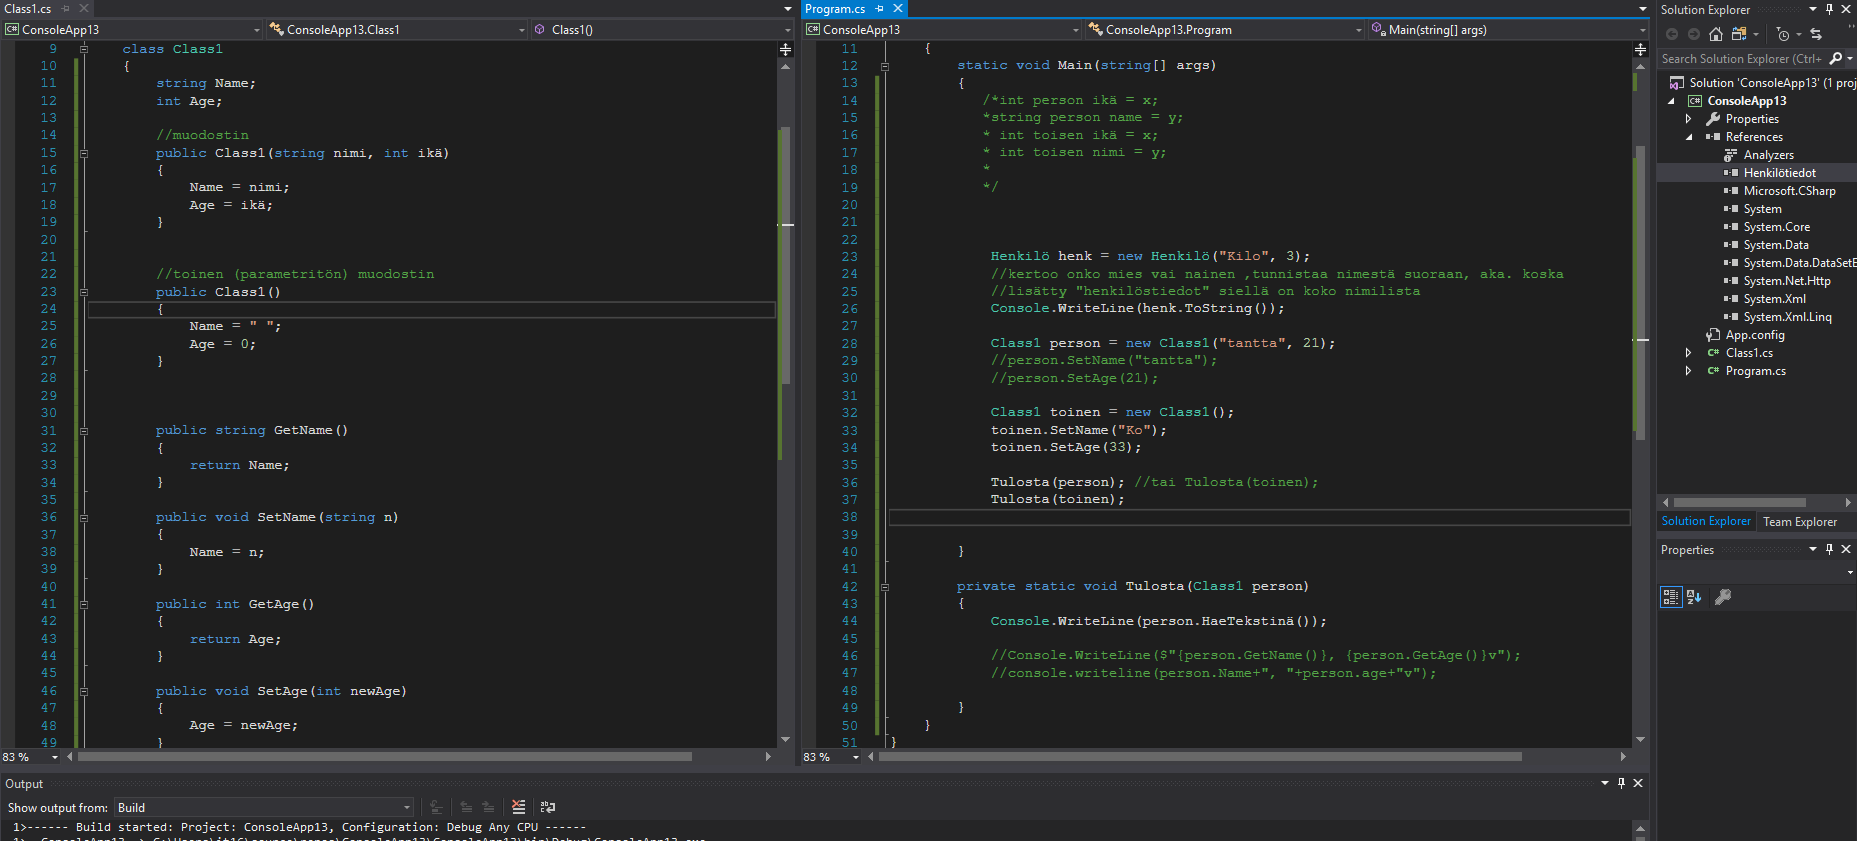 Class1.cs
ConsoleApp13
ConsoleApp13.Class1
Class1()
9 class Class1
10 {
11 string Name;
12 int Age;
13
14 //muodostin
15 public Class1(string nimi, int ikä)
16 {
17 Name = nimi;
18 Age = ikä;
19 }
20
21
22 //toinen (parametritön) muodostin
23 public Class1()
24 {
25 Name = " ";
26 Age = 0;
27 }
28
29
30
31 public string GetName()
32 {
33 return Name;
34 }
35
36 public void SetName(string n)
37 {
38 Name = n;
39 }
40
41 public int GetAge()
42 {
43 return Age;
44 }
45
46 public void SetAge(int newAge)
47 {
48 Age = newAge;
49 }
83 %
Program.cs
ConsoleApp13
ConsoleApp13.Program
Main(string[] args)
11 {
12 static void Main(string[] args)
13 {
14 /*int person ikä = x;
15 *string person name = y;
16 * int toisen ikä = x;
17 * int toisen nimi = y;
18 *
19 */
20
21
22
23 Henkilö henk = new Henkilö("Kilo", 3);
24 //kertoo onko mies vai nainen ,tunnistaa nimestä suoraan, aka. koska
25 //lisätty "henkilöstiedot" siellä on koko nimilista
26 Console.WriteLine(henk.ToString());
27
28 Class1 person = new Class1("tantta", 21);
29 //person.SetName("tantta");
30 //person.SetAge(21);
31
32 Class1 toinen = new Class1();
33 toinen.SetName("Ko");
34 toinen.SetAge(33);
35
36 Tulosta(person); //tai Tulosta(toinen);
37 Tulosta(toinen);
38
39
40 }
41
42 private static void Tulosta(Class1 person)
43 {
44 Console.WriteLine(person.HaeTekstinä());
45
46 //Console.WriteLine($"{person.GetName()}, {person.GetAge()}v");
47 //console.writeline(person.Name+", "+person.age+"v");
48
49 }
50 }
51 }
83 %
Solution Explorer
Search Solution Explorer (Ctrl+
Solution 'ConsoleApp13' (1 proj
C# ConsoleApp13
Properties
References
Analyzers
Henkilötiedot
Microsoft.CSharp
System
System.Core
System.Data
System.Data.DataSetE
System.Net.Http
System.Xml
System.Xml.Linq
App.config
C# Class1.cs
C# Program.cs
Solution Explorer Team Explorer
Properties
Output
Show output from: Build
1>------ Build started: Project: ConsoleApp13, Configuration: Debug Any CPU ------